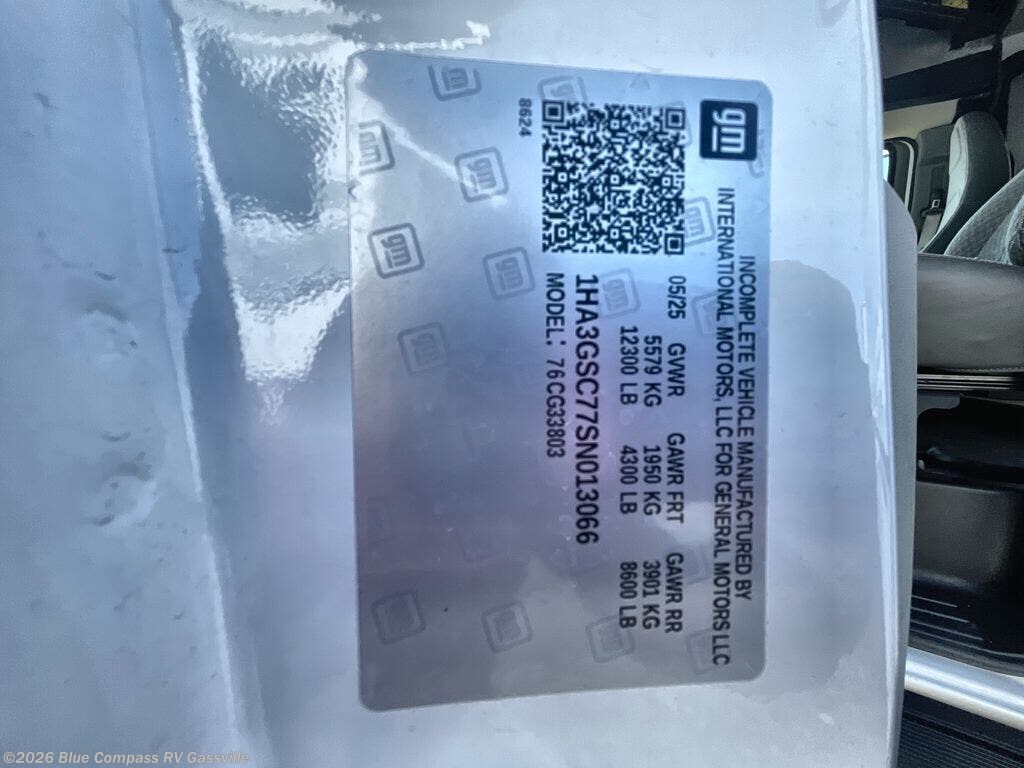 gm
INCOMPLETE VEHICLE MANUFACTURED BY
INTERNATIONAL MOTORS, LLC FOR GENERAL MOTORS LLC
05/25 GVWR GAWR FRT GAWR RR
5579 KG 1950 KG 3901 KG
12300 LB 4300 LB 8600 LB
1HA3GSC77SN013066
MODEL: 76CG33803
8624
©2026 Blue Compass RV Gassville